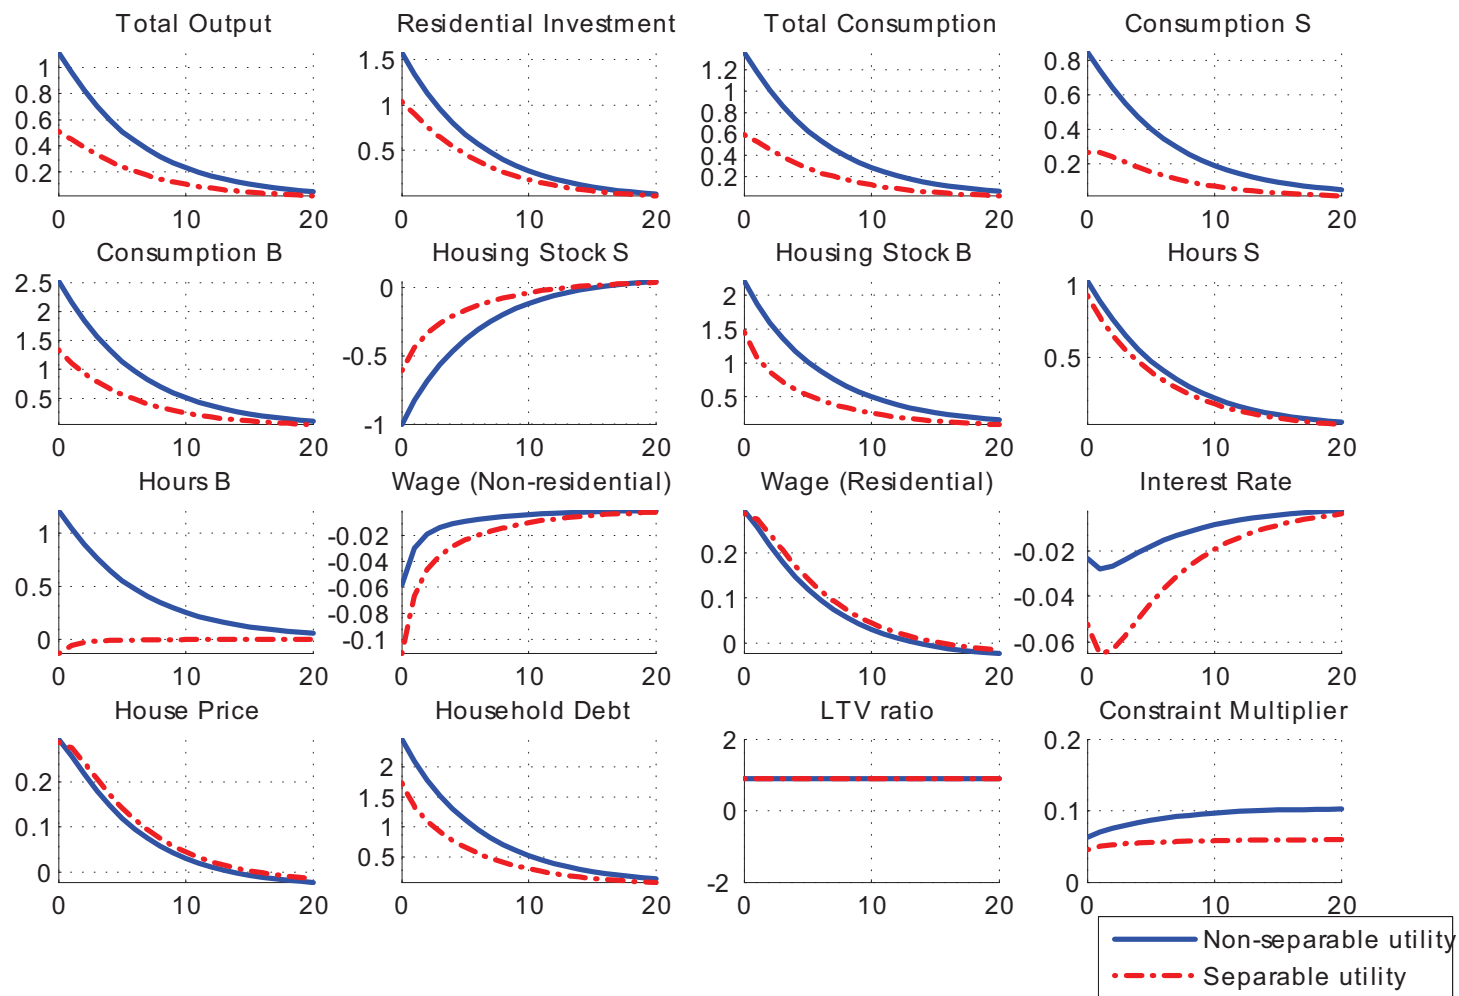 Total Output Residential Investment Total Consumption Consumption S
1 1.5 1.2 0.8
0.8 1 0.6
0.8 1 0.6 0.8 0.4
0.4 0.5 0.6 0.2
0.2 0.4
0.2
0 10 20 0 10 20 0 10 20 0 10 20
Consumption B Housing Stock S Housing Stock B Hours S
2.5 0 2 1
2 1.5
1.5 -0.5 1 0.5
1 0.5
0.5 -1
0 10 20 0 10 20 0 10 20 0 10 20
Hours B Wage (Non-residential) Wage (Residential) Interest Rate
1 -0.02 0.2 -0.02
0.5 -0.04 0.1 -0.04
0 -0.06 0 -0.06
-0.08
-0.1
0 10 20 0 10 20 0 10 20 0 10 20
House Price Household Debt LTV ratio Constraint Multiplier
0.2 2 2 0.2
0.1 1.5 0 0.1
0 1 -2 0
0.5
0 10 20 0 10 20 0 10 20 0 10 20
Non-separable utility
Separable utility